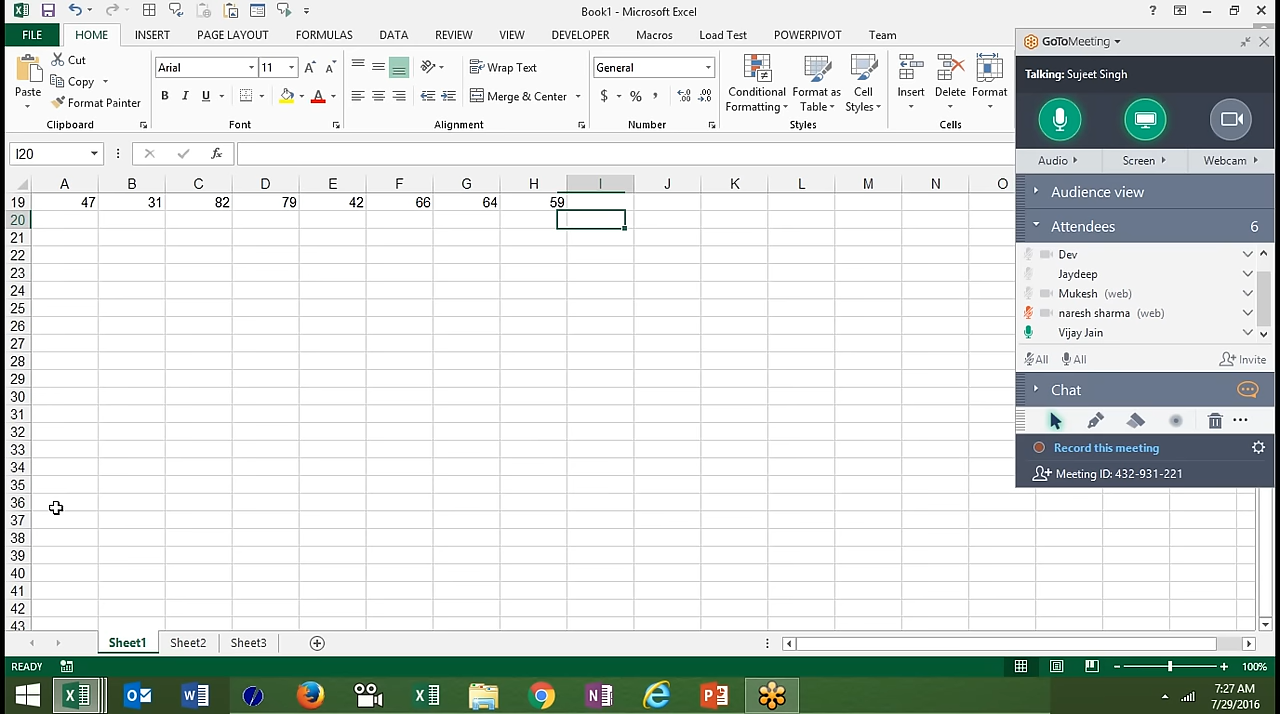 Book1 - Microsoft Excel
FILE HOME INSERT PAGE LAYOUT FORMULAS DATA REVIEW VIEW DEVELOPER Macros Load Test POWERPIVOT Team
Paste
Cut
Copy
Format Painter
Clipboard
Arial 11
B I U
A
Font
Wrap Text
Merge & Center
Alignment
General
$ % ,
Number
Conditional Formatting
Format as Table
Cell Styles
Styles
Insert Delete Format
Cells
I20
fx
A B C D E F G H I J K L M N O
19 47 31 82 79 42 66 64 59
20
21
22
23
24
25
26
27
28
29
30
31
32
33
34
35
36
37
38
39
40
41
42
43
Sheet1 Sheet2 Sheet3
READY
100%
GoToMeeting
Talking: Sujeet Singh
Audio Screen Webcam
Audience view
Attendees 6
Dev
Jaydeep
Mukesh (web)
naresh sharma (web)
Vijay Jain
All All Invite
Chat
Record this meeting
Meeting ID: 432-931-221
7:27 AM
7/29/2016